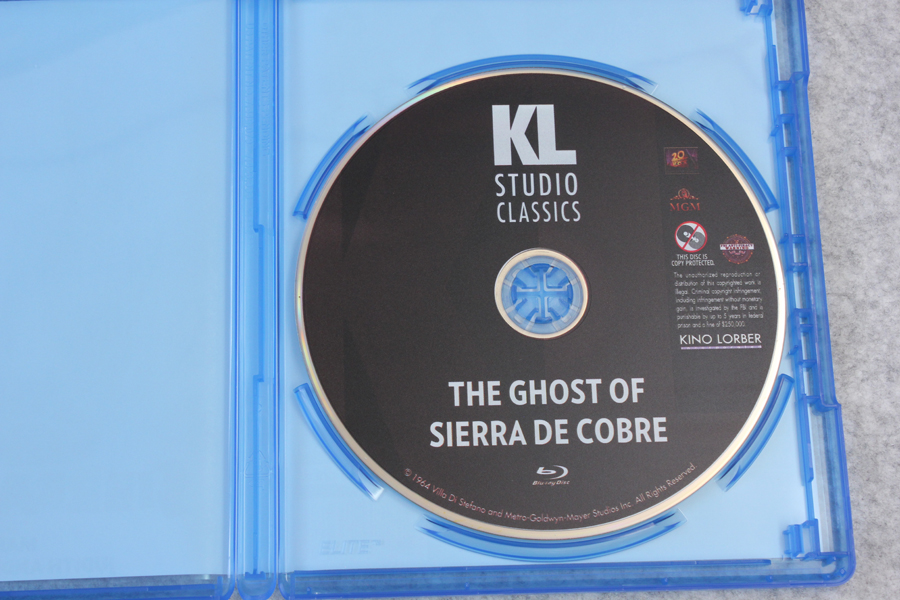 KL
STUDIO
CLASSICS
20
MGM
THIS DISC IS
COPY PROTECTED.
The unauthorized reproduction or
distribution of this copyrighted work is
illegal. Criminal copyright infringement,
including infringement without monetary
gain, is investigated by the FBI and is
punishable by up to 5 years in federal
prison and a fine of $250,000.
KINO LORBER
THE GHOST OF
SIERRA DE COBRE
Blu-ray Disc
© 1964 Villa Di Stefano and Metro-Goldwyn-Mayer Studios Inc. All Rights Reserved.